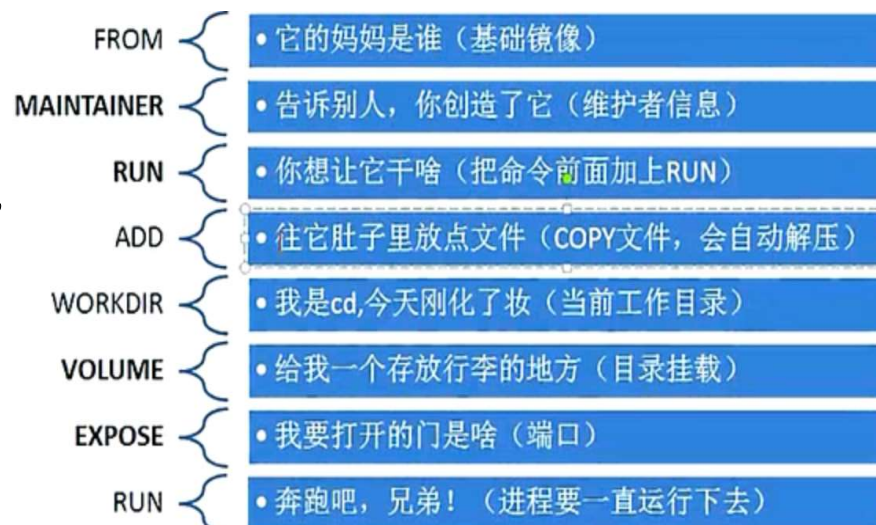 FROM • 它的妈妈是谁（基础镜像）
MAINTAINER • 告诉别人，你创造了它（维护者信息）
RUN • 你想让它干啥（把命令前面加上RUN）
ADD • 往它肚子里放点文件（COPY文件，会自动解压）
WORKDIR • 我是cd,今天刚化了妆（当前工作目录）
VOLUME • 给我一个存放行李的地方（目录挂载）
EXPOSE • 我要打开的门是啥（端口）
RUN • 奔跑吧，兄弟！（进程要一直运行下去）